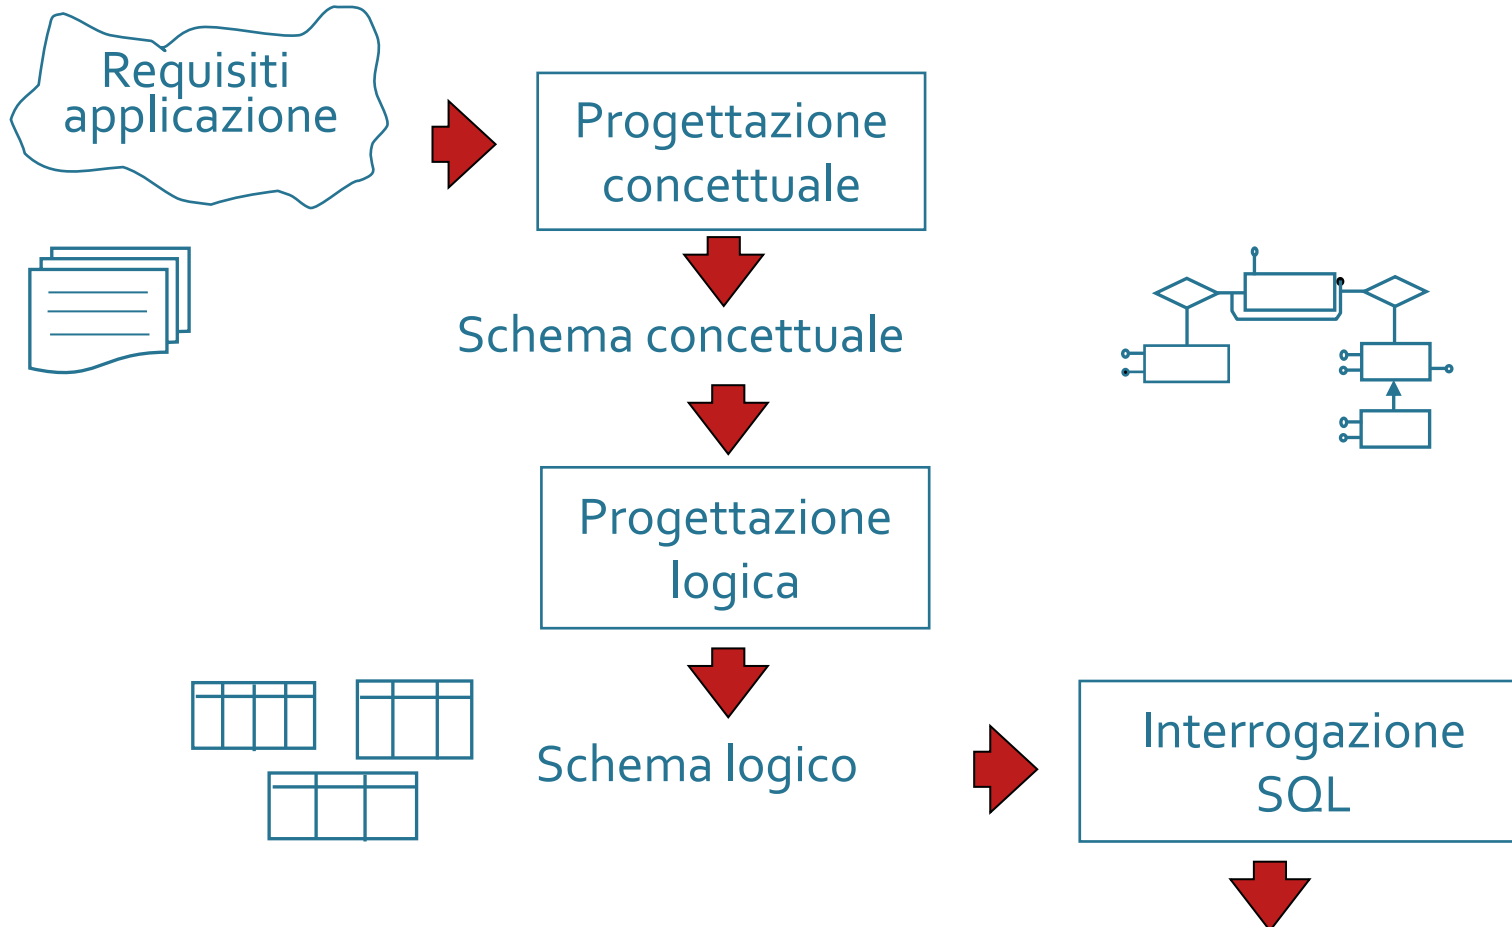 Requisiti
applicazione
Progettazione
concettuale
Schema concettuale
Progettazione
logica
Schema logico
Interrogazione
SQL